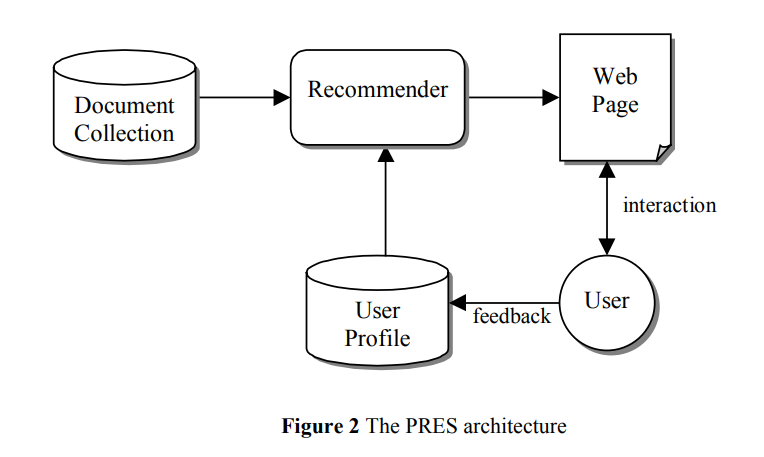 Document
Collection
Recommender
Web
Page
interaction
User
Profile
feedback
User
Figure 2 The PRES architecture